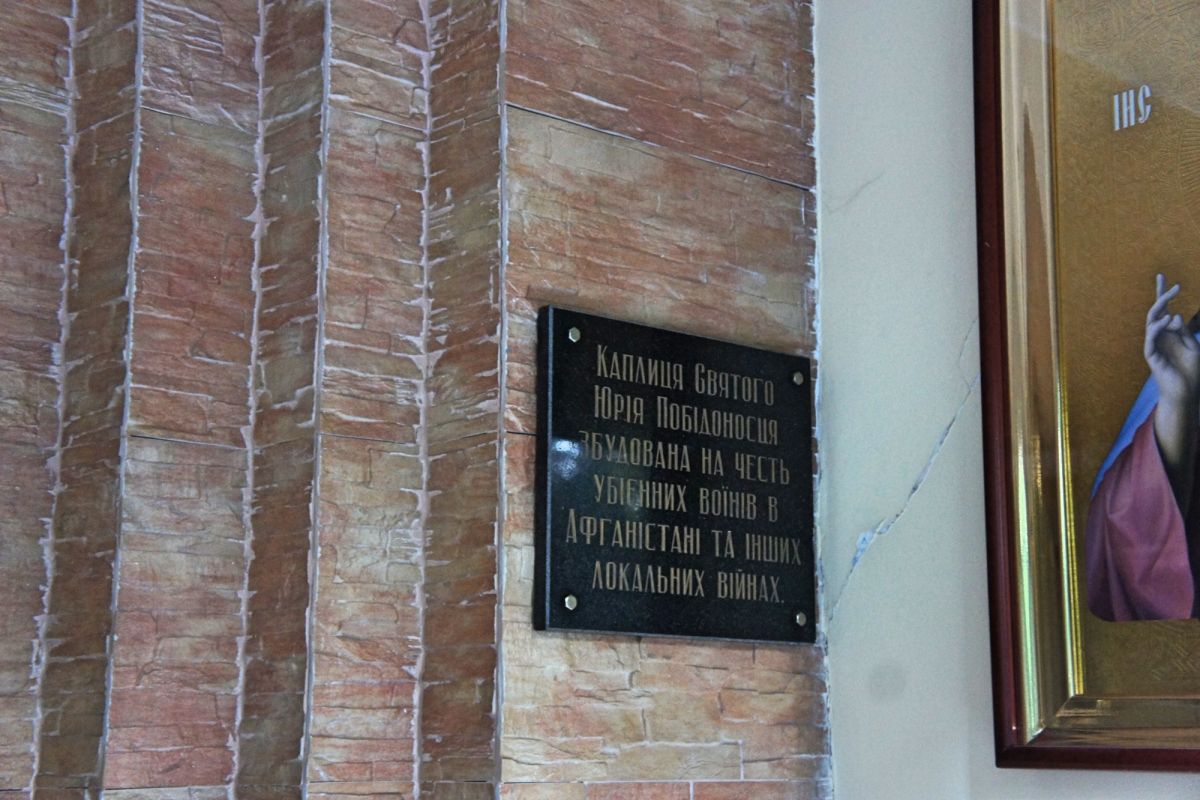 Каплиця Святого
Юрія Побідоносця
збудована на честь
убієнних воїнів в
Афганістані та інших
локальних війнах.
ІНС